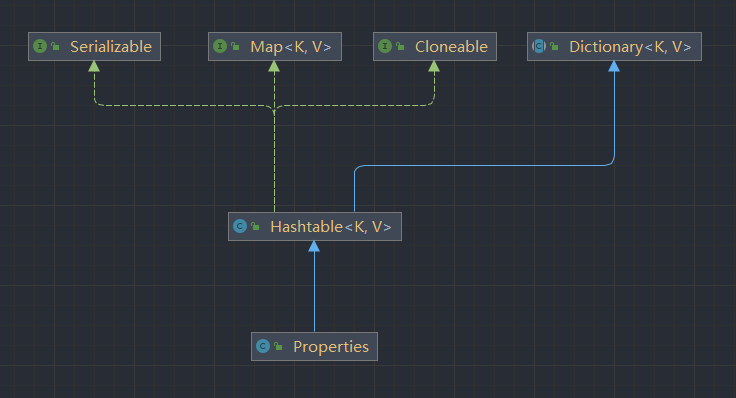 Serializable
Map<K, V>
Cloneable
Dictionary<K, V>
Hashtable<K, V>
Properties